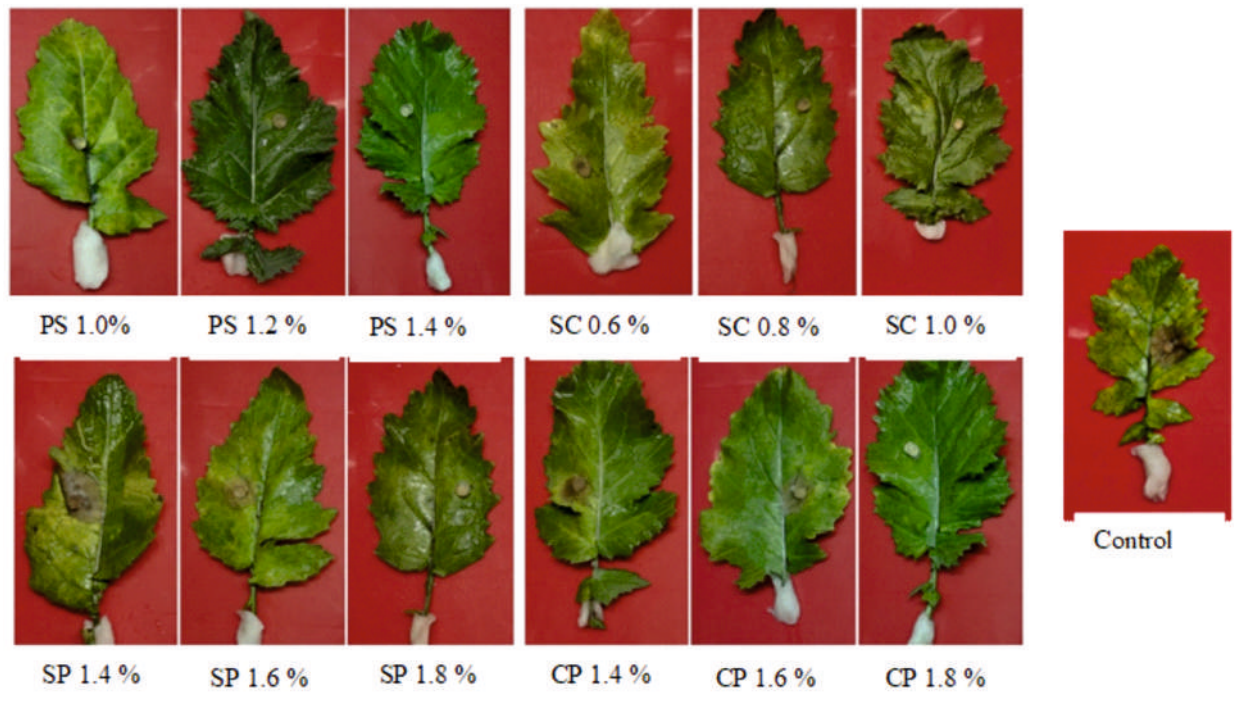 PS 1.0%
PS 1.2 %
PS 1.4 %
SC 0.6 %
SC 0.8 %
SC 1.0 %
SP 1.4 %
SP 1.6 %
SP 1.8 %
CP 1.4 %
CP 1.6 %
CP 1.8 %
Control